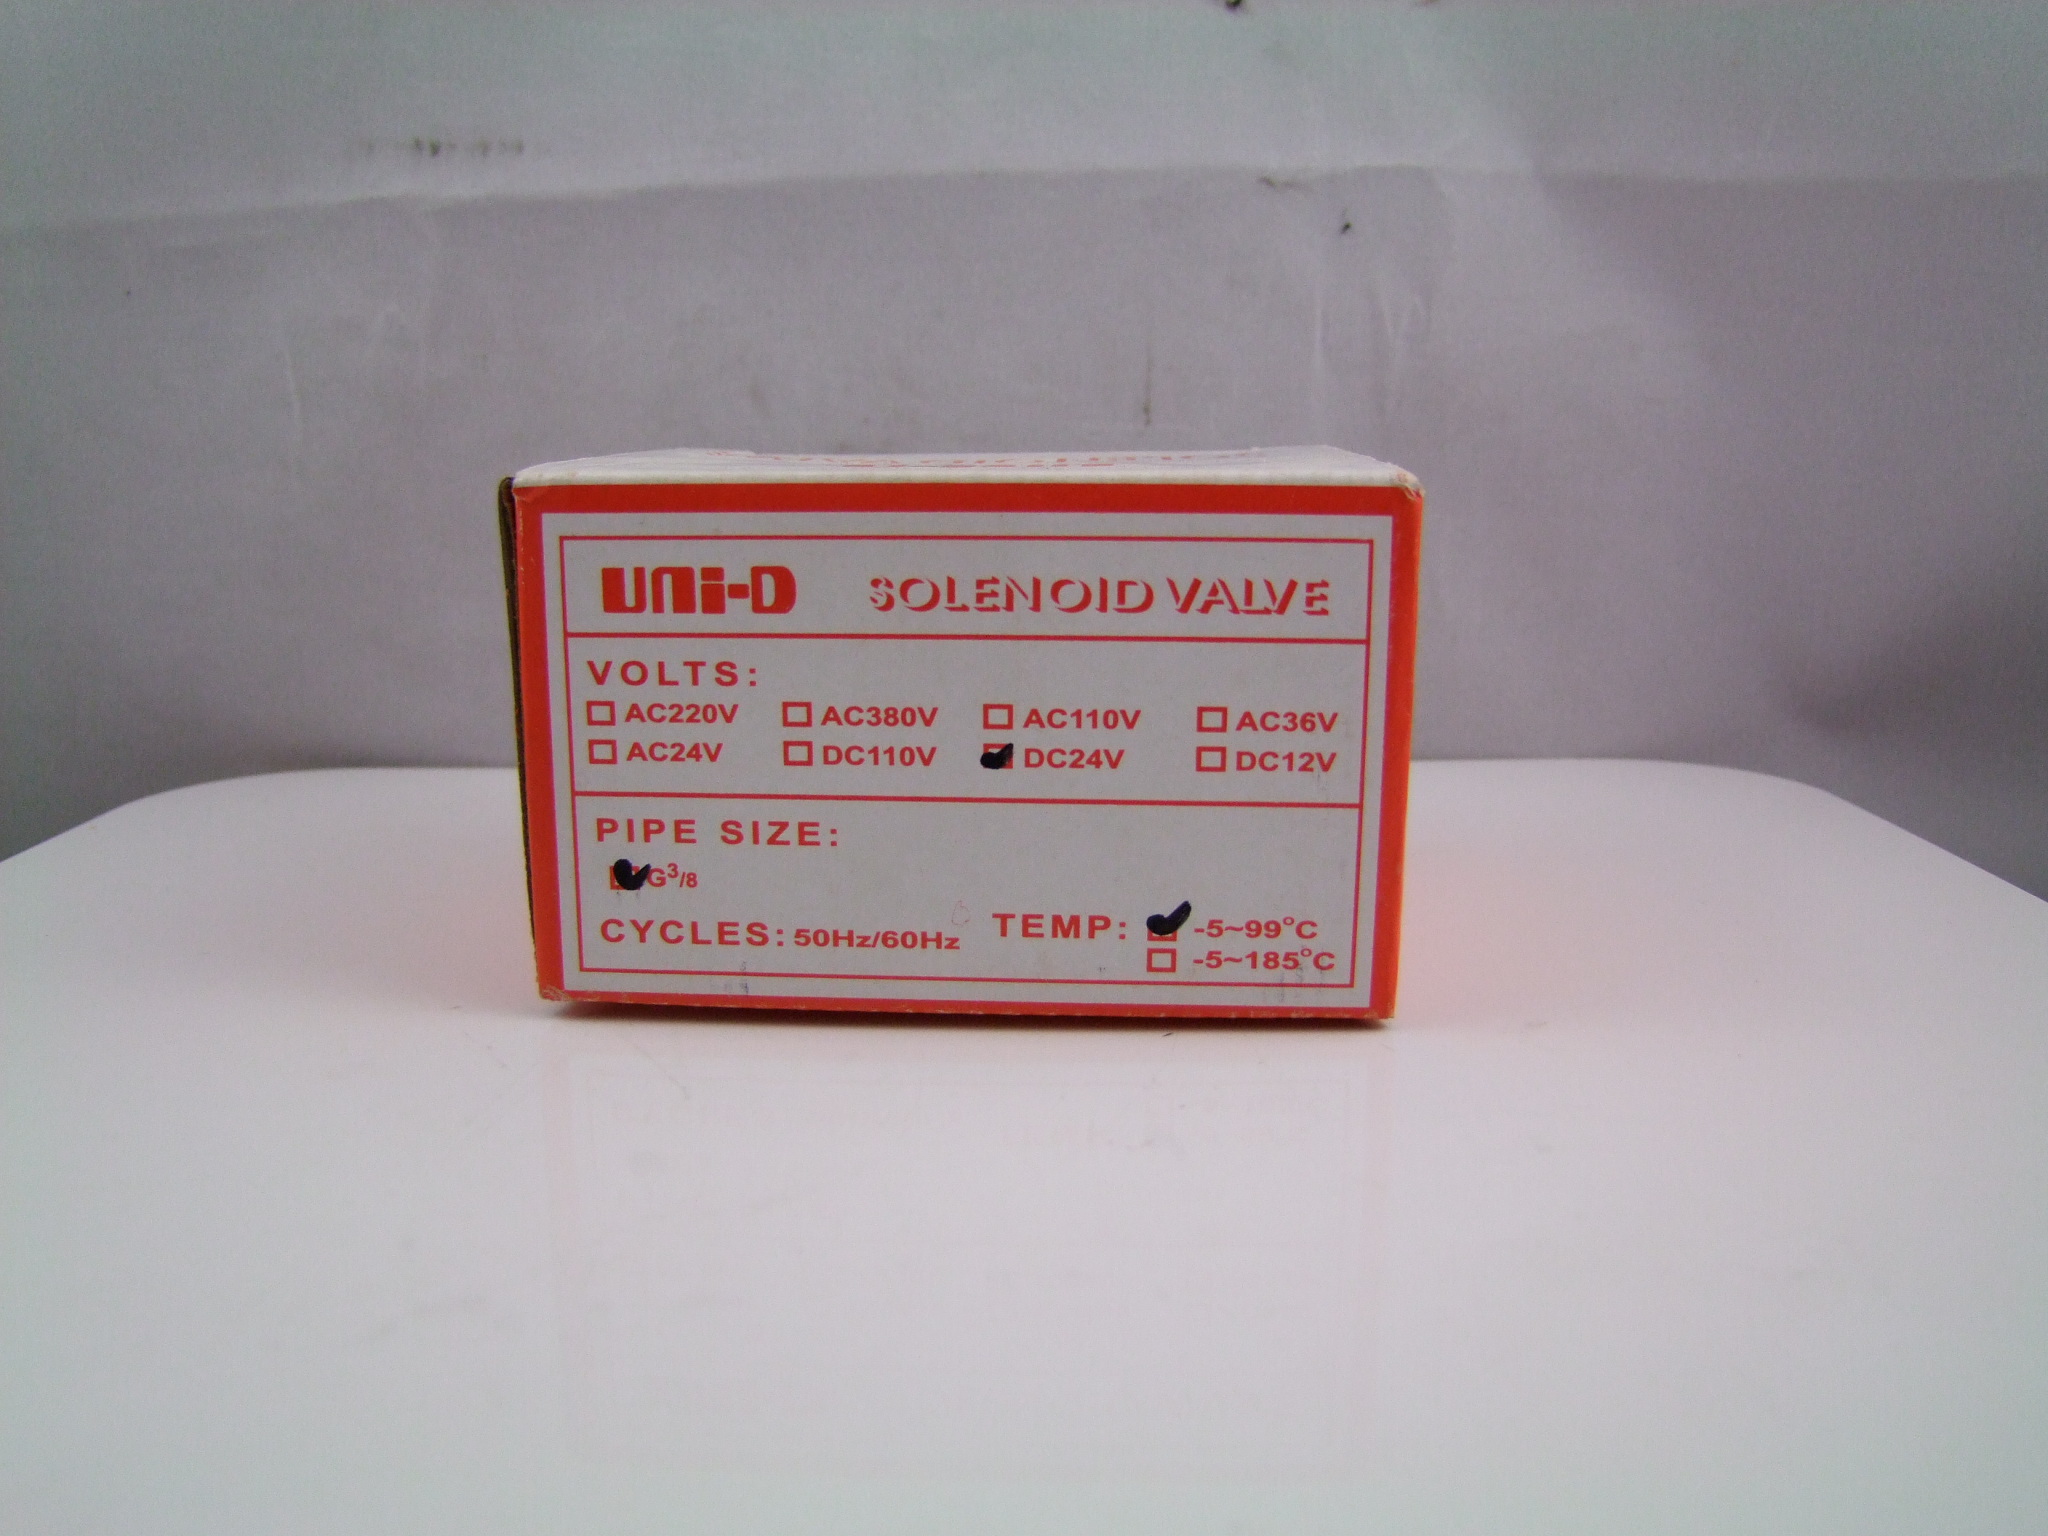 UNi-D SOLENOID VALVE
VOLTS:
AC220V AC380V AC110V AC36V
AC24V DC110V DC24V DC12V
PIPE SIZE:
G3/8
CYCLES: 50Hz/60Hz TEMP: -5~99°C
-5~185°C